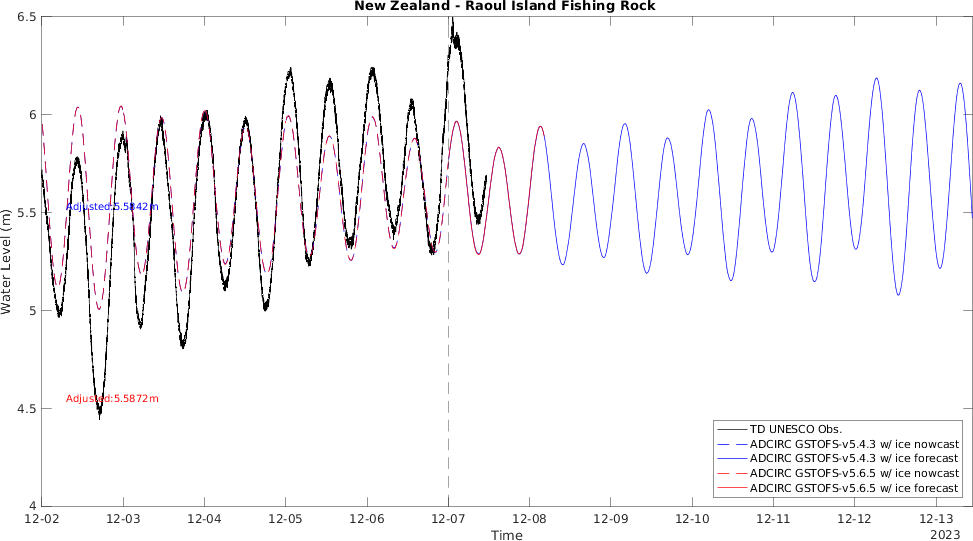 New Zealand - Raoul Island Fishing Rock
Water Level (m)
6.5
6
5.5
5
4.5
4
Adjusted:5.5842m
Adjusted:5.5872m
TD UNESCO Obs.
ADCIRC GSTOFS-v5.4.3 w/ ice nowcast
ADCIRC GSTOFS-v5.4.3 w/ ice forecast
ADCIRC GSTOFS-v5.6.5 w/ ice nowcast
ADCIRC GSTOFS-v5.6.5 w/ ice forecast
12-02 12-03 12-04 12-05 12-06 12-07 12-08 12-09 12-10 12-11 12-12 12-13
Time
2023